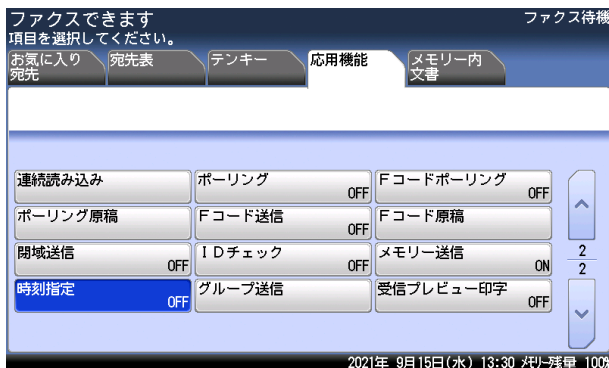 ファクスできます
ファクス待機
項目を選択してください。
お気に入り
宛先
宛先表
テンキー
応用機能
メモリー内
文書
連続読み込み
ポーリング
OFF
Fコードポーリング
OFF
ポーリング原稿
Fコード送信
OFF
Fコード原稿
閉域送信
OFF
IDチェック
OFF
メモリー送信
ON
2
2
時刻指定
OFF
グループ送信
受信プレビュー印字
OFF
2021年 9月15日(水) 13:30 メモリー残量 100%